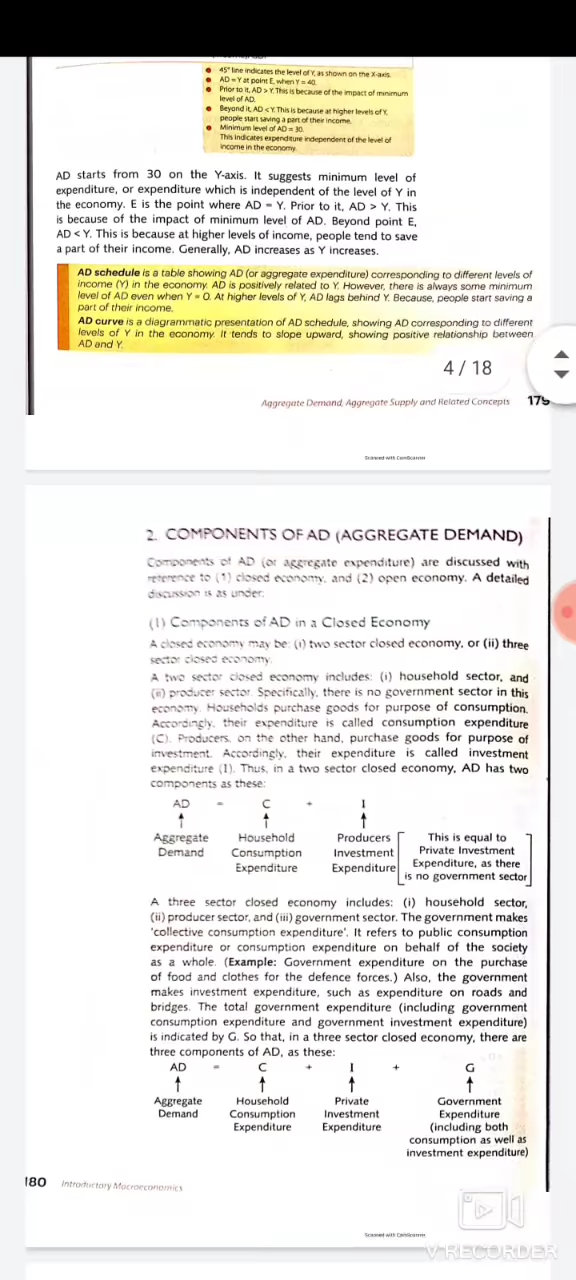 • 45° line indicates the level of Y, as shown on the X-axis.
• AD = Y at point E, when Y = 40.
• Prior to it, AD > Y. This is because of the impact of minimum
level of AD.
• Beyond it, AD < Y. This is because at higher levels of Y,
people start saving a part of their income.
• Minimum level of AD = 30.
This indicates expenditure independent of the level of
income in the economy.
AD starts from 30 on the Y-axis. It suggests minimum level of
expenditure, or expenditure which is independent of the level of Y in
the economy. E is the point where AD = Y. Prior to it, AD > Y. This
is because of the impact of minimum level of AD. Beyond point E,
AD < Y. This is because at higher levels of income, people tend to save
a part of their income. Generally, AD increases as Y increases.
AD schedule is a table showing AD (or aggregate expenditure) corresponding to different levels of
income (Y) in the economy. AD is positively related to Y. However, there is always some minimum
level of AD even when Y = 0. At higher levels of Y, AD lags behind Y. Because, people start saving a
part of their income.
AD curve is a diagrammatic presentation of AD schedule, showing AD corresponding to different
levels of Y in the economy. It tends to slope upward, showing positive relationship between
AD and Y.
4 / 18
Aggregate Demand, Aggregate Supply and Related Concepts 179
Scanned with CamScanner
2. COMPONENTS OF AD (AGGREGATE DEMAND)
Components of AD (or aggregate expenditure) are discussed with
reference to (1) closed economy, and (2) open economy. A detailed
discussion is as under:
(1) Components of AD in a Closed Economy
A closed economy may be: (i) two sector closed economy, or (ii) three
sector closed economy.
A two sector closed economy includes: (i) household sector, and
(ii) producer sector. Specifically, there is no government sector in this
economy. Households purchase goods for purpose of consumption.
Accordingly, their expenditure is called consumption expenditure
(C). Producers, on the other hand, purchase goods for purpose of
investment. Accordingly, their expenditure is called investment
expenditure (I). Thus, in a two sector closed economy, AD has two
components as these:
AD = C + I
Aggregate Household Producers This is equal to
Demand Consumption Investment Private Investment
Expenditure Expenditure Expenditure, as there
is no government sector
A three sector closed economy includes: (i) household sector,
(ii) producer sector, and (iii) government sector. The government makes
'collective consumption expenditure'. It refers to public consumption
expenditure or consumption expenditure on behalf of the society
as a whole. (Example: Government expenditure on the purchase
of food and clothes for the defence forces.) Also, the government
makes investment expenditure, such as expenditure on roads and
bridges. The total government expenditure (including government
consumption expenditure and government investment expenditure)
is indicated by G. So that, in a three sector closed economy, there are
three components of AD, as these:
AD = C + I + G
Aggregate Household Private Government
Demand Consumption Investment Expenditure
Expenditure Expenditure (including both
consumption as well as
investment expenditure)
180 Introductory Macroeconomics
Scanned with CamScanner
V RECORDER